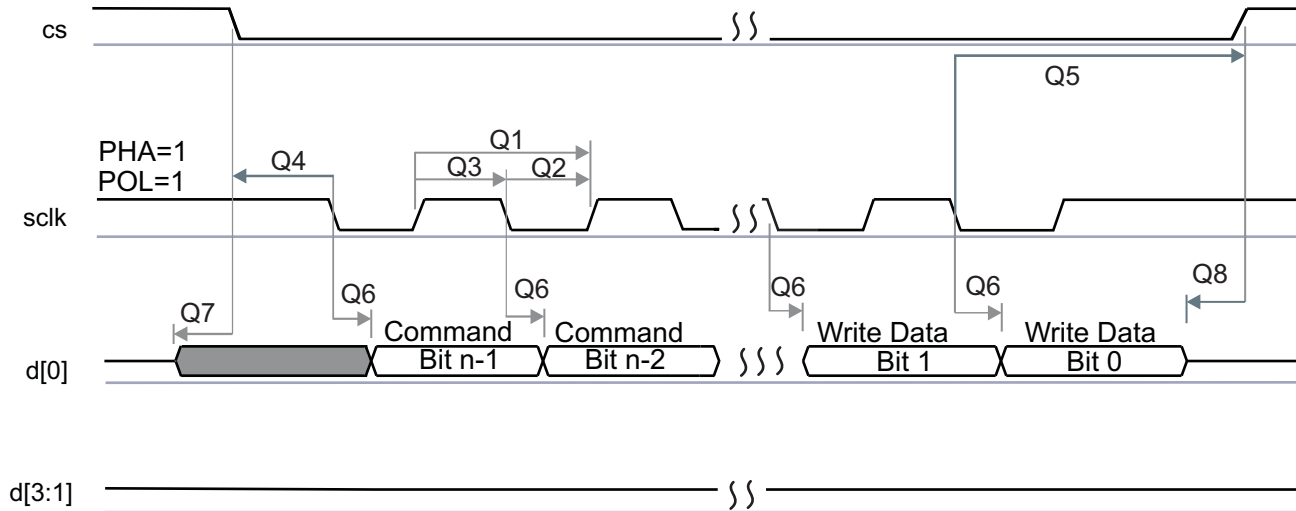 cs
Q5
PHA=1
POL=1
Q4
Q1
Q3
Q2
sclk
Q7
Q6
Q6
Q6
Q6
Q8
Command
Command
Write Data
Write Data
d[0]
Bit n-1
Bit n-2
Bit 1
Bit 0
d[3:1]